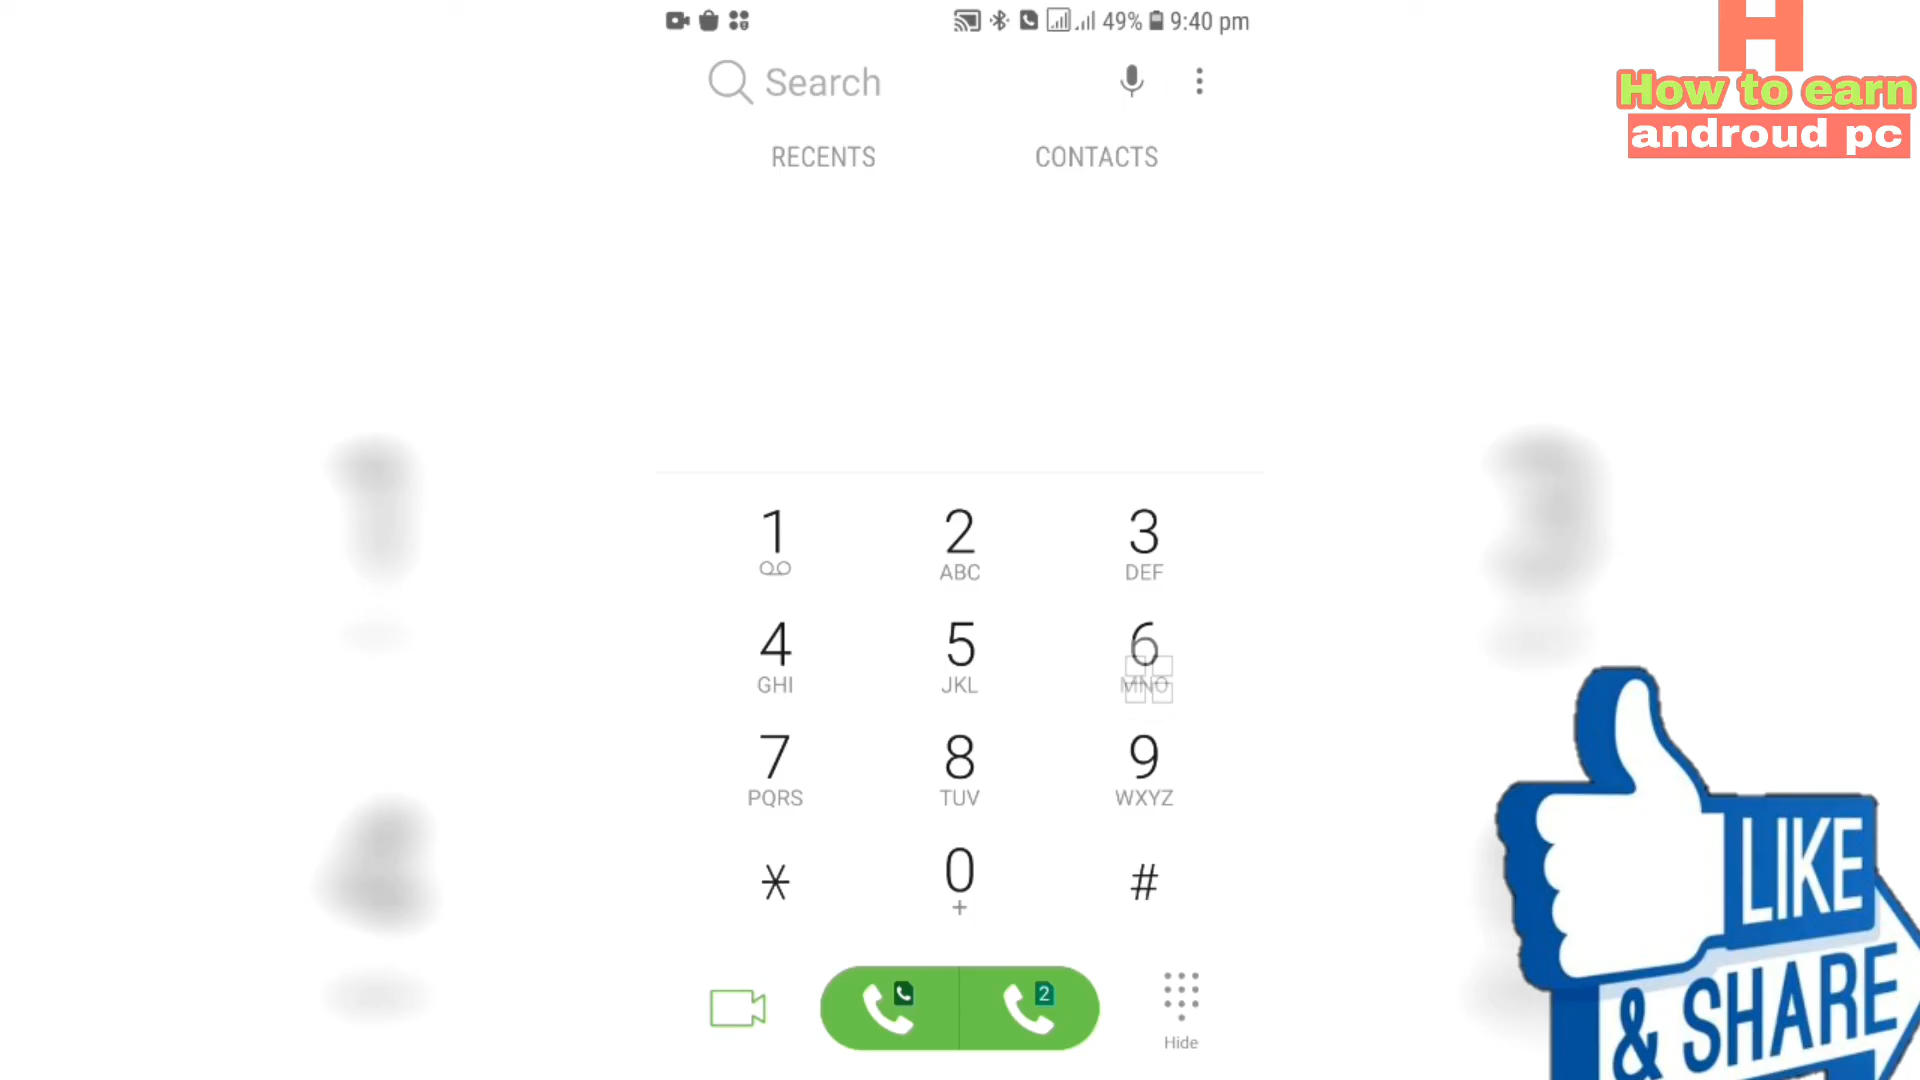 49% 9:40 pm
H
How to earn
androud pc
Search
RECENTS CONTACTS
1 2 3
ABC DEF
4 5 6
GHI JKL MNO
7 8 9
PQRS TUV WXYZ
* 0 #
+
2
Hide
LIKE
& SHARE